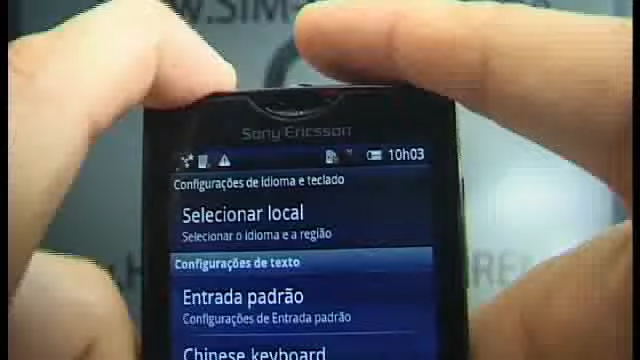 w.SIM-
Sony Ericsson
10h03
Configurações de idioma e teclado
Selecionar local
Selecionar o idioma e a região
Configurações de texto
Entrada padrão
Configurações de Entrada padrão
Chinese keyboard